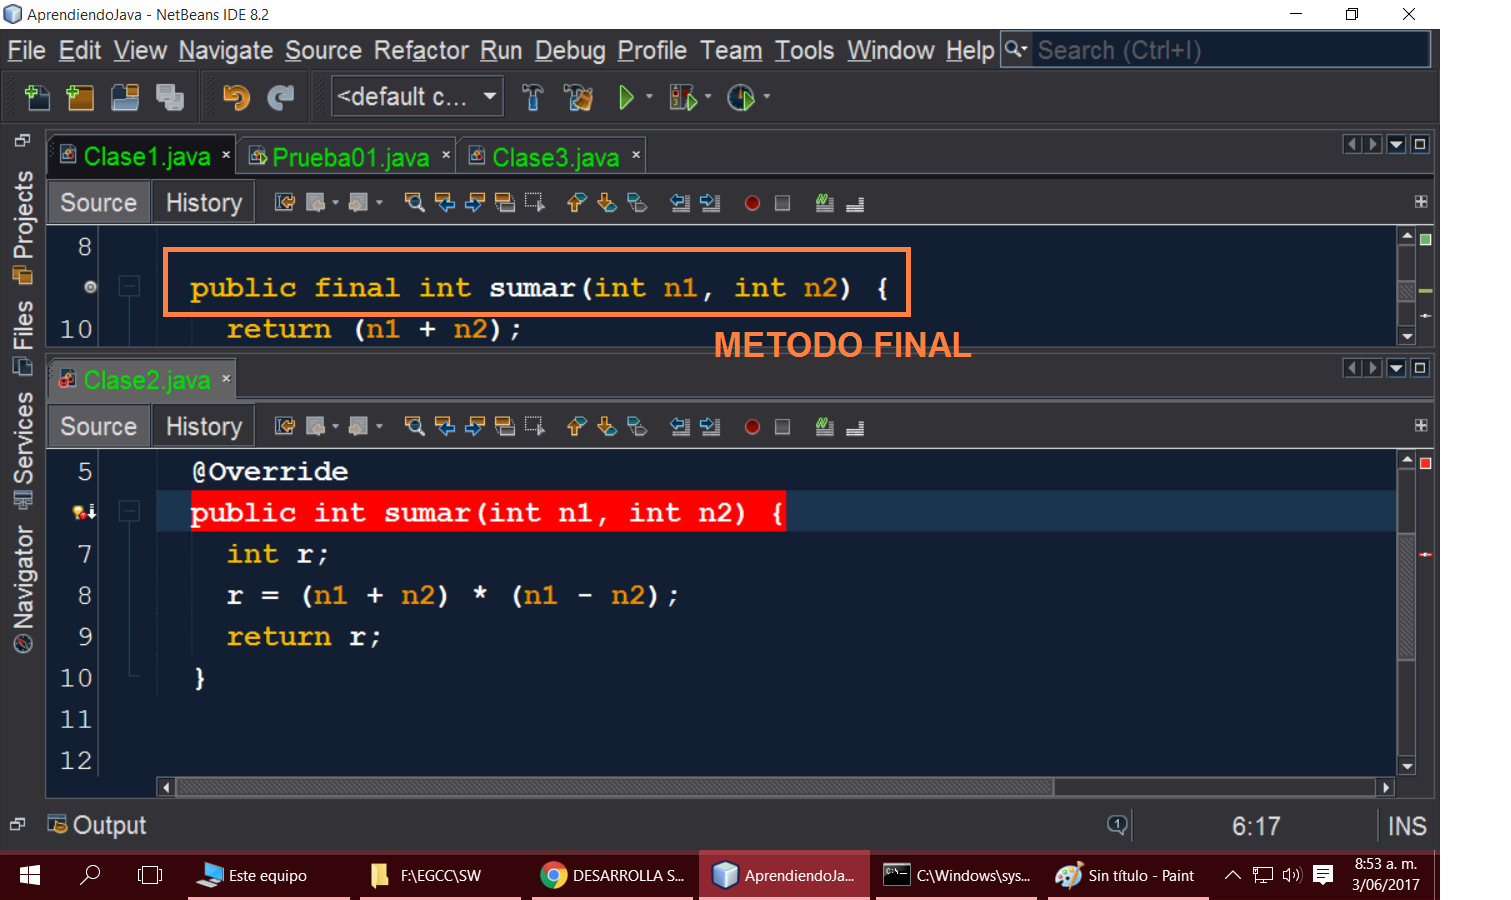 AprendiendoJava - NetBeans IDE 8.2
File Edit View Navigate Source Refactor Run Debug Profile Team Tools Window Help Search (Ctrl+I)
<default c...
Clase1.java × Prueba01.java × Clase3.java ×
Source History
8
public final int sumar(int n1, int n2) {
10 return (n1 + n2);
METODO FINAL
Clase2.java ×
Source History
5 @Override
public int sumar(int n1, int n2) {
7 int r;
8 r = (n1 + n2) * (n1 - n2);
9 return r;
10 }
11
12
Projects
Files
Services
Navigator
Output
1
6:17
INS
Este equipo
F:\EGCC\SW
DESARROLLA S...
AprendiendoJa...
C:\Windows\sys...
Sin título - Paint
8:53 a. m.
3/06/2017